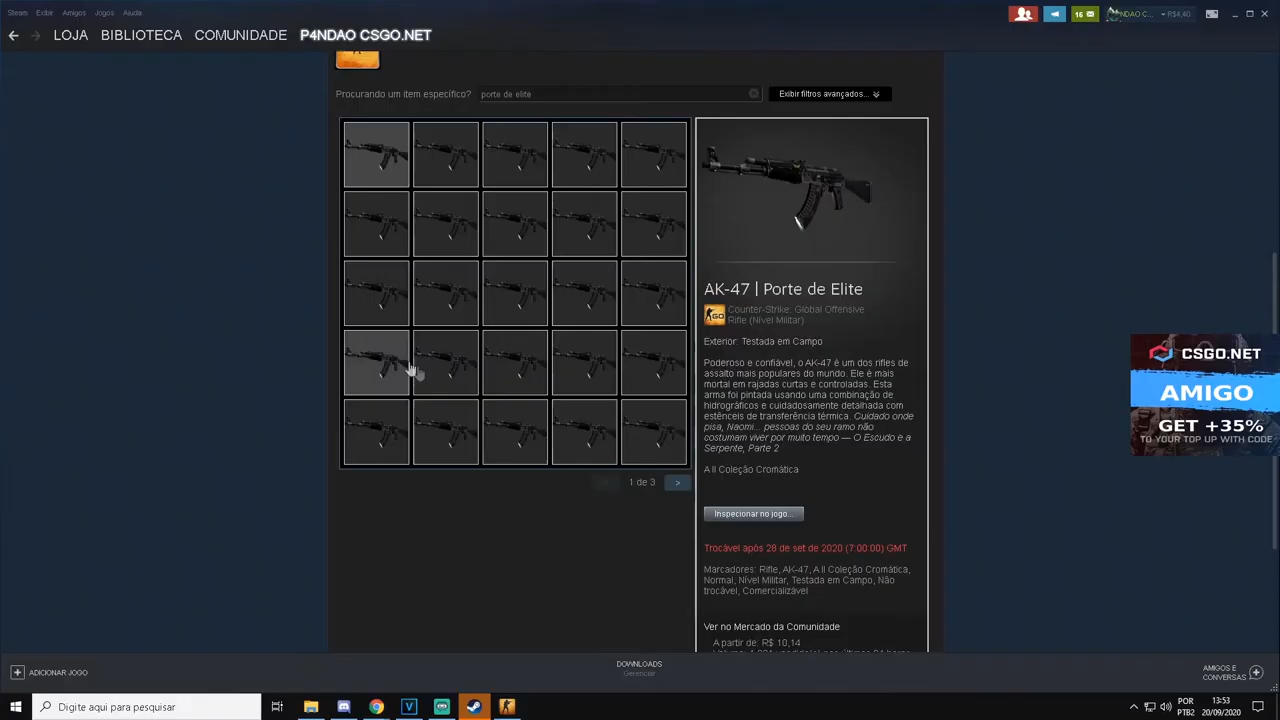 Steam Exibir Amigos Jogos Ajuda
16
R$4,40
LOJA BIBLIOTECA COMUNIDADE P4NDAO CSGO.NET
Procurando um item específico? porte de elite Exibir filtros avançados...
AK-47 | Porte de Elite
Counter-Strike: Global Offensive
Rifle (Nível Militar)
Exterior: Testada em Campo
Poderoso e confiável, o AK-47 é um dos rifles de
assalto mais populares do mundo. Ele é mais
mortal em rajadas curtas e controladas. Esta
arma foi pintada usando uma combinação de
hidrográficos e cuidadosamente detalhada com
estênceis de transferência térmica. Cuidado onde
pisa, Naomi... pessoas do seu ramo não
costumam viver por muito tempo — O Escudo e a
Serpente, Parte 2
A II Coleção Cromática
1 de 3 >
Inspecionar no jogo...
Trocável após 28 de set de 2020 (7:00:00) GMT
Marcadores: Rifle, AK-47, A II Coleção Cromática,
Normal, Nível Militar, Testada em Campo, Não
trocável, Comercializável
Ver no Mercado da Comunidade
A partir de: R$ 10,14
CSGO.NET
AMIGO
GET +35%
TO YOUR TOP UP WITH CODE
ADICIONAR JOGO
DOWNLOADS
Gerenciar
AMIGOS E
CONVERSAS
Digite aqui para pesquisar
POR
PTB2
13:53
20/09/2020